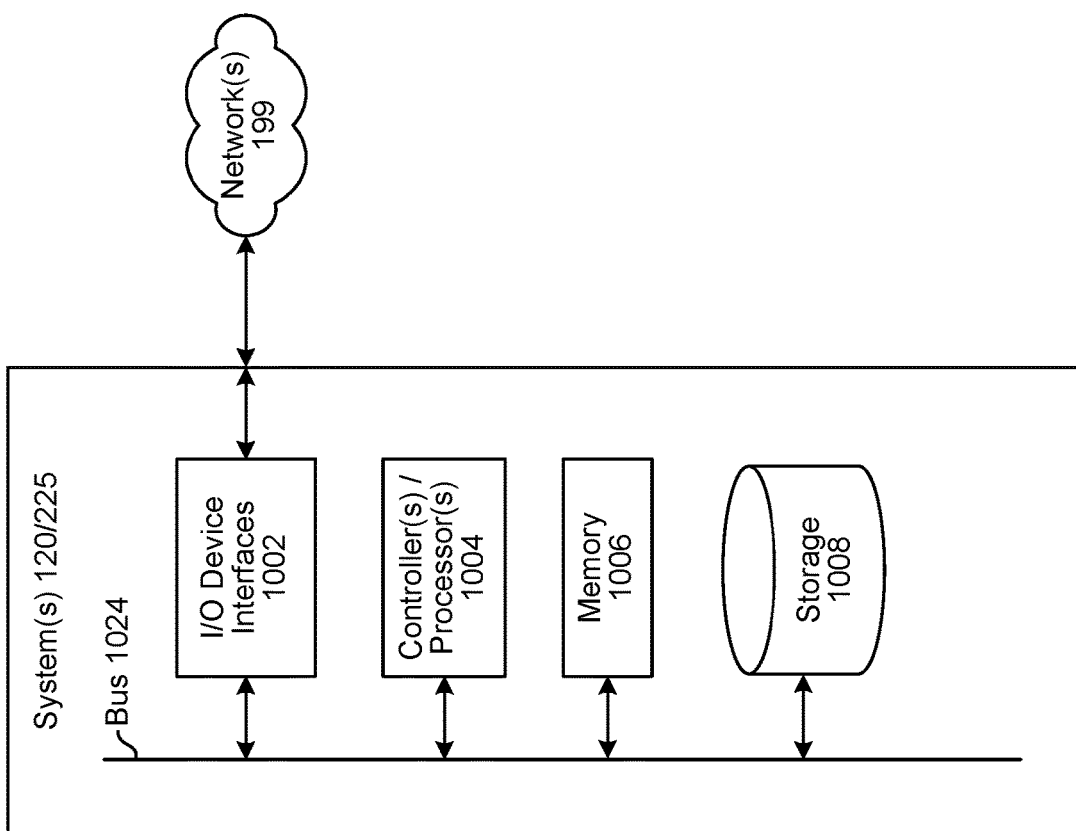 System(s) 120/225
Bus 1024
I/O Device
Interfaces
1002
Controller(s) /
Processor(s)
1004
Memory
1006
Storage
1008
Network(s)
199